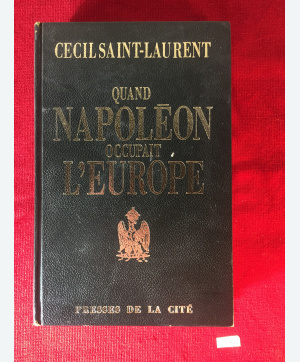 CECIL SAINT-LAURENT
QUAND
NAPOLÉON
OCCUPAIT
L'EUROPE
PRESSES DE LA CITÉ